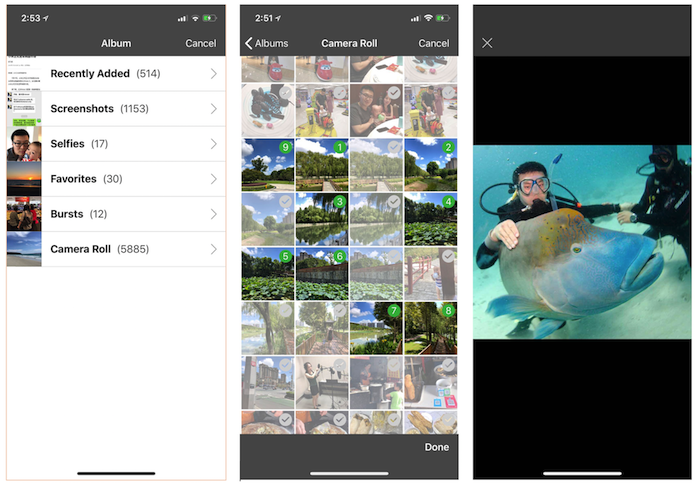 2:53
Album
Cancel
Recently Added (514)
Screenshots (1153)
Selfies (17)
Favorites (30)
Bursts (12)
Camera Roll (5885)
2:51
Albums
Camera Roll
Cancel
9
1
2
3
4
5
6
7
8
Done